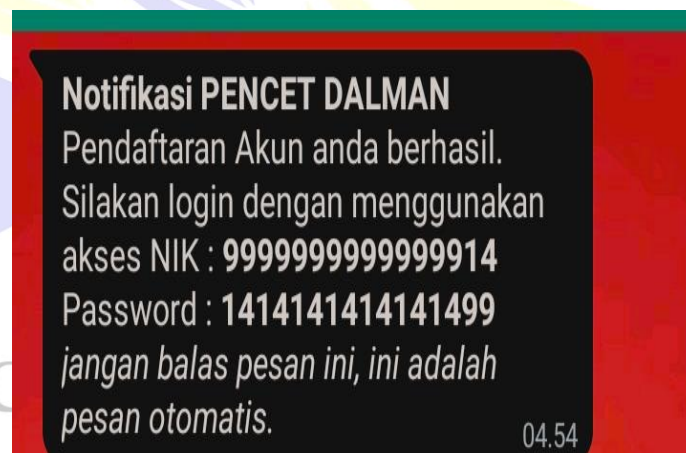 Notifikasi PENCET DALMAN
Pendaftaran Akun anda berhasil.
Silakan login dengan menggunakan
akses NIK : 9999999999999914
Password : 1414141414141499
jangan balas pesan ini, ini adalah
pesan otomatis.
04.54